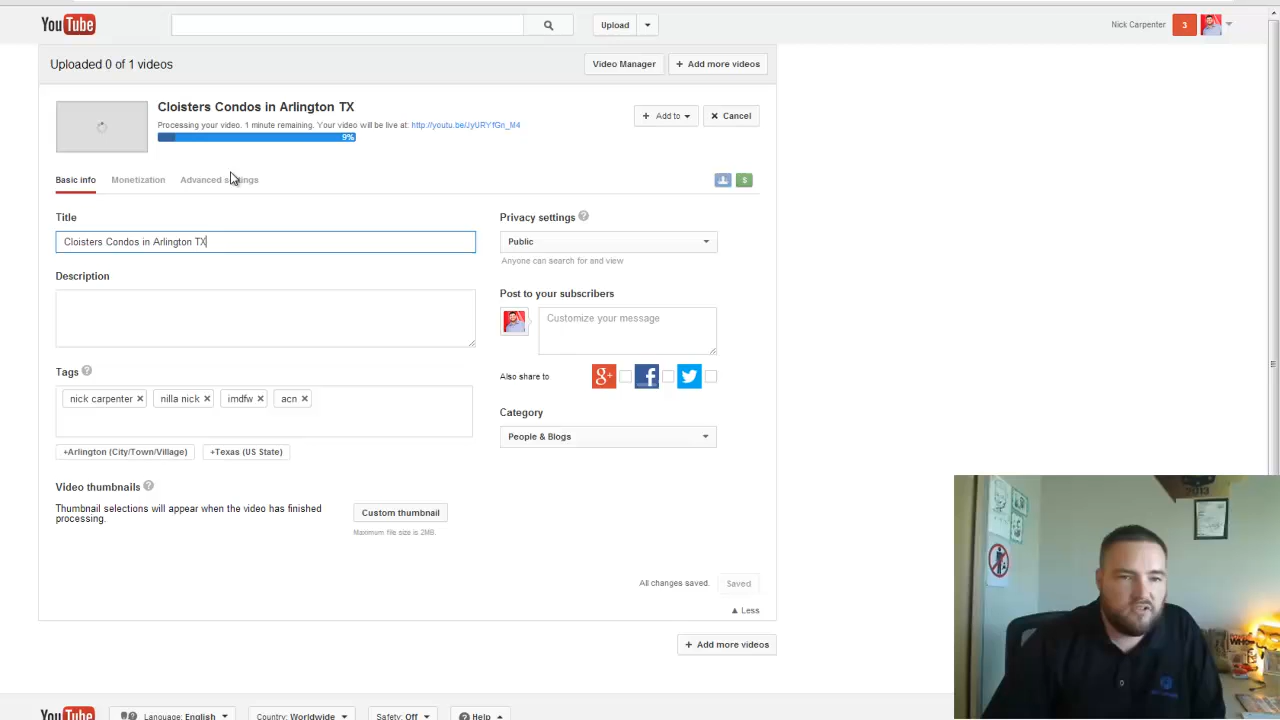 YouTube
Upload
Nick Carpenter
3
Uploaded 0 of 1 videos
Video Manager
+ Add more videos
Cloisters Condos in Arlington TX
Processing your video. 1 minute remaining. Your video will be live at: http://youtu.be/JyURYfGn_M4
9%
+ Add to
✕ Cancel
Basic info
Monetization
Advanced settings
$
Title
Cloisters Condos in Arlington TX
Privacy settings ?
Public
Anyone can search for and view
Description
Post to your subscribers
Customize your message
Also share to
g+
f
Tags ?
nick carpenter ✕
nilla nick ✕
imdfw ✕
acn ✕
+Arlington (City/Town/Village)
+Texas (US State)
Category
People & Blogs
Video thumbnails ?
Thumbnail selections will appear when the video has finished
processing.
Custom thumbnail
Maximum file size is 2MB.
All changes saved.
Saved
▲ Less
+ Add more videos
2013
YouTube
Language: English
Country: Worldwide
Safety: Off
? Help